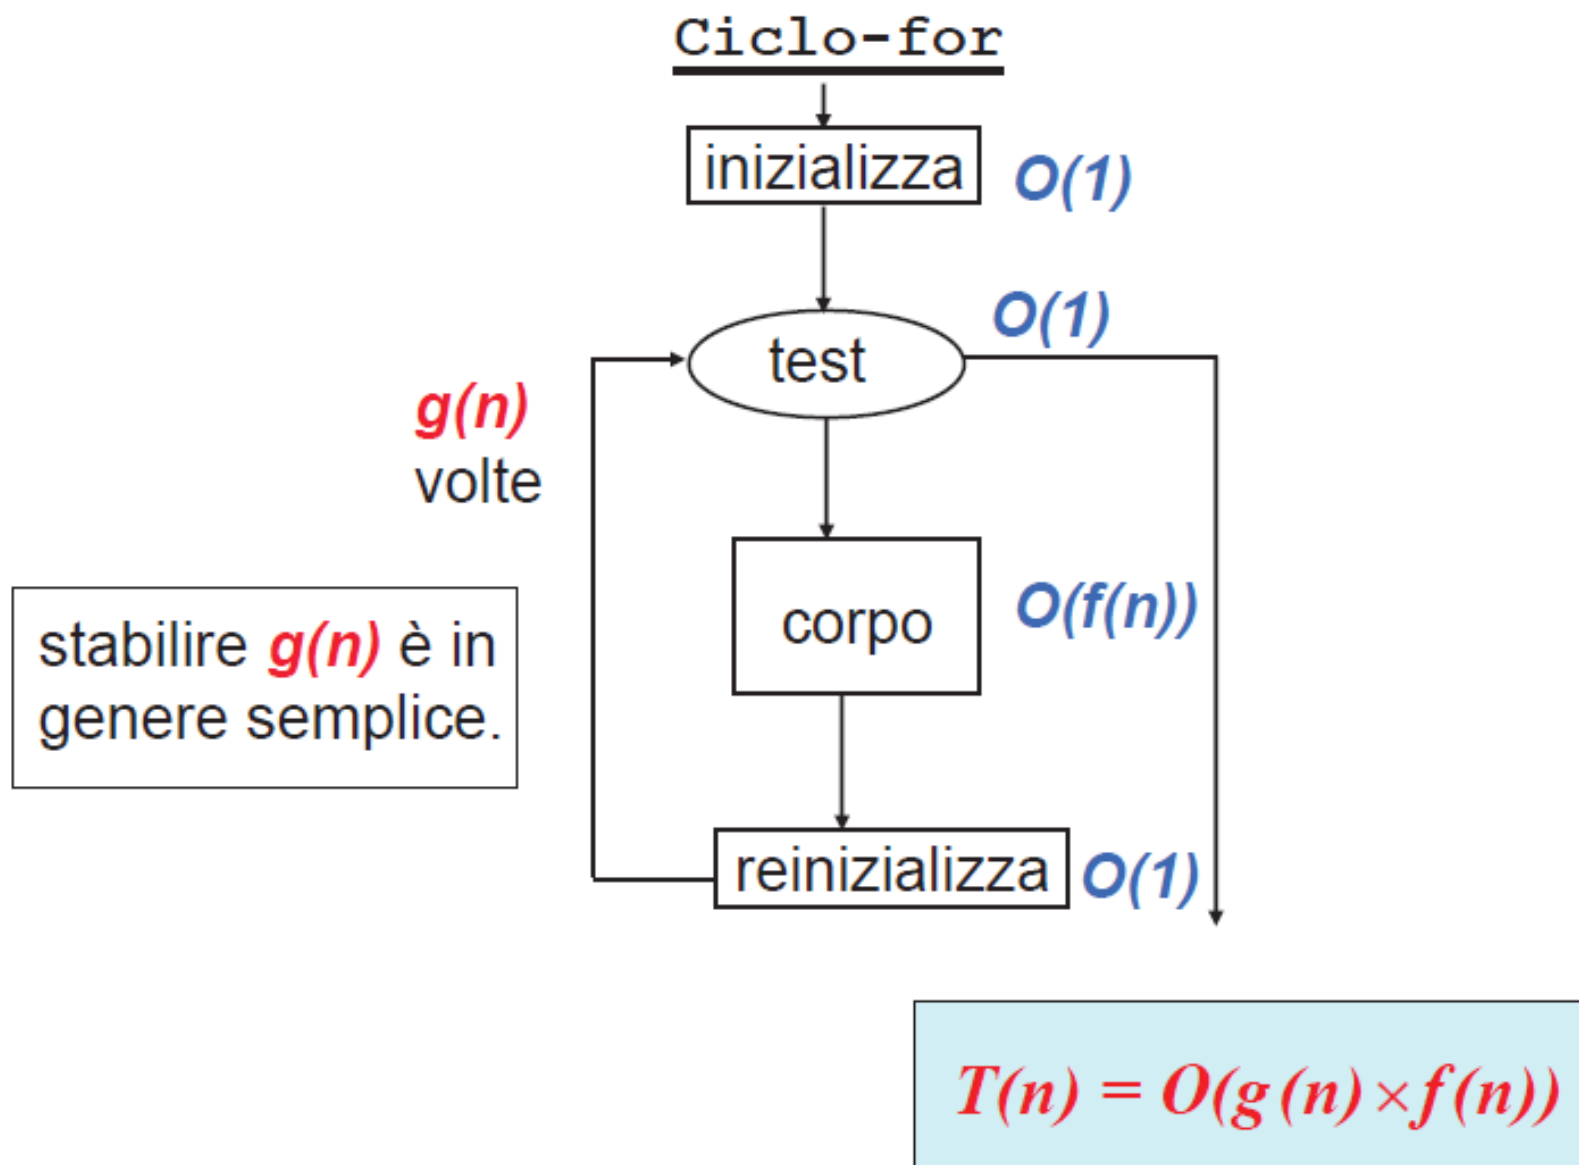 Ciclo-for
inizializza
O(1)
O(1)
test
g(n)
volte
corpo
O(f(n))
stabilire g(n) è in
genere semplice.
reinizializza
O(1)
T(n) = O(g(n)×f(n))